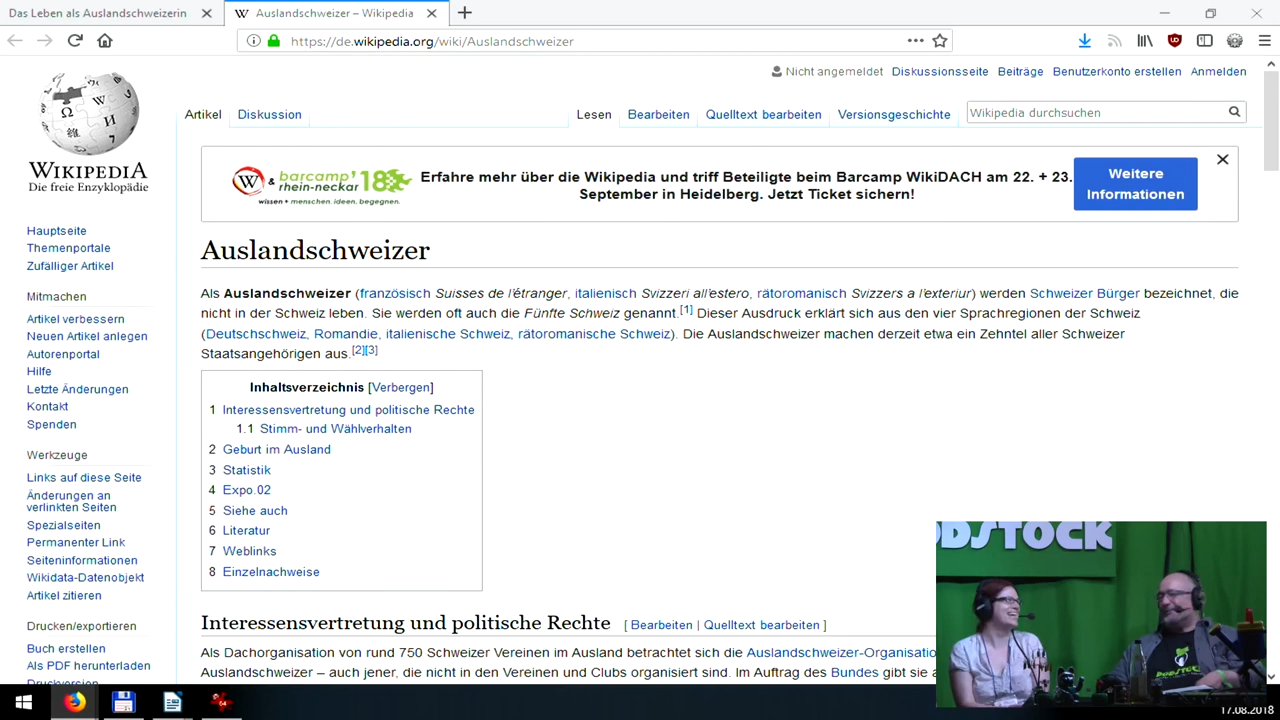 Das Leben als Auslandschweizerin
Auslandschweizer – Wikipedia
https://de.wikipedia.org/wiki/Auslandschweizer
Nicht angemeldet Diskussionsseite Beiträge Benutzerkonto erstellen Anmelden
Artikel Diskussion Lesen Bearbeiten Quelltext bearbeiten Versionsgeschichte Wikipedia durchsuchen
WIKIPEDIA
Die freie Enzyklopädie
W & barcamp' rhein-neckar 18
wissen + menschen. ideen. begegnen.
Erfahre mehr über die Wikipedia und triff Beteiligte beim Barcamp WikiDACH am 22. + 23.
September in Heidelberg. Jetzt Ticket sichern!
Weitere
Informationen
Hauptseite
Themenportale
Zufälliger Artikel
Mitmachen
Artikel verbessern
Neuen Artikel anlegen
Autorenportal
Hilfe
Letzte Änderungen
Kontakt
Spenden
Werkzeuge
Links auf diese Seite
Änderungen an
verlinkten Seiten
Spezialseiten
Permanenter Link
Seiteninformationen
Wikidata-Datenobjekt
Artikel zitieren
Drucken/exportieren
Buch erstellen
Als PDF herunterladen
Druckversion
Auslandschweizer
Als Auslandschweizer (französisch Suisses de l'étranger, italienisch Svizzeri all'estero, rätoromanisch Svizzers a l'exteriur) werden Schweizer Bürger bezeichnet, die
nicht in der Schweiz leben. Sie werden oft auch die Fünfte Schweiz genannt.[1] Dieser Ausdruck erklärt sich aus den vier Sprachregionen der Schweiz
(Deutschschweiz, Romandie, italienische Schweiz, rätoromanische Schweiz). Die Auslandschweizer machen derzeit etwa ein Zehntel aller Schweizer
Staatsangehörigen aus.[2][3]
Inhaltsverzeichnis [Verbergen]
1 Interessensvertretung und politische Rechte
1.1 Stimm- und Wählverhalten
2 Geburt im Ausland
3 Statistik
4 Expo.02
5 Siehe auch
6 Literatur
7 Weblinks
8 Einzelnachweise
Interessensvertretung und politische Rechte [ Bearbeiten | Quelltext bearbeiten ]
Als Dachorganisation von rund 750 Schweizer Vereinen im Ausland betrachtet sich die Auslandschweizer-Organisatio
Auslandschweizer – auch jener, die nicht in den Vereinen und Clubs organisiert sind. Im Auftrag des Bundes gibt sie a
PODSTOCK
PODSTOCK
17.08.2018